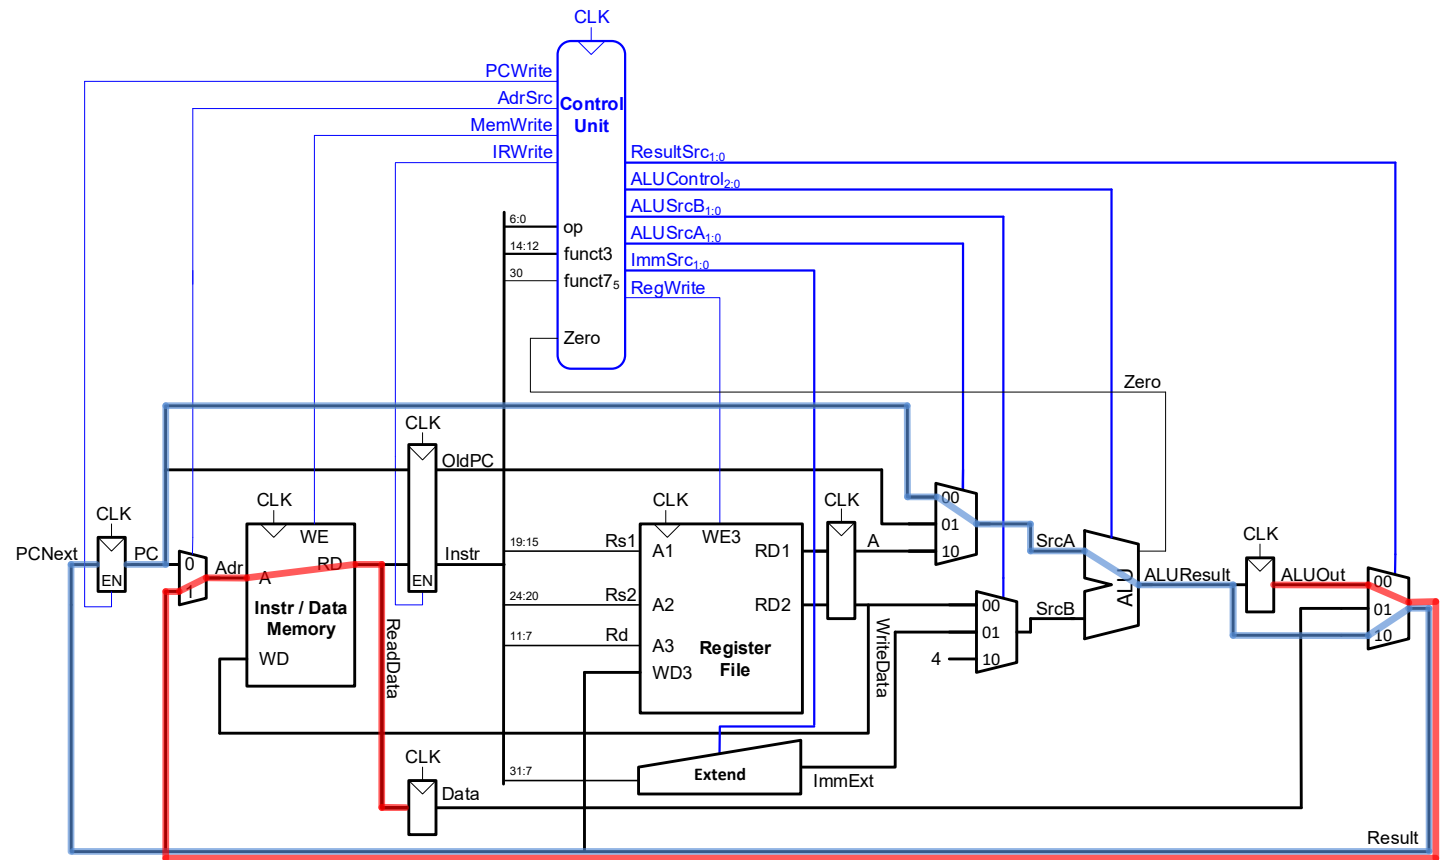 CLK
PCWrite
AdrSrc
MemWrite
IRWrite
Control
Unit
ResultSrc1:0
ALUControl2:0
ALUSrcB1:0
ALUSrcA1:0
ImmSrc1:0
RegWrite
6:0
op
14:12
funct3
30
funct75
Zero
Zero
CLK
OldPC
CLK
PCNext
EN
PC
0
1
Adr
CLK
WE
A
RD
Instr / Data
Memory
WD
ReadData
EN
Instr
19:15
Rs1
24:20
Rs2
11:7
Rd
31:7
CLK
WE3
A1
RD1
A2
RD2
A3
WD3
Register
File
CLK
A
WriteData
00
01
10
SrcA
00
01
10
4
SrcB
ALU
ALUResult
CLK
ALUOut
00
01
10
CLK
Data
Extend
ImmExt
Result